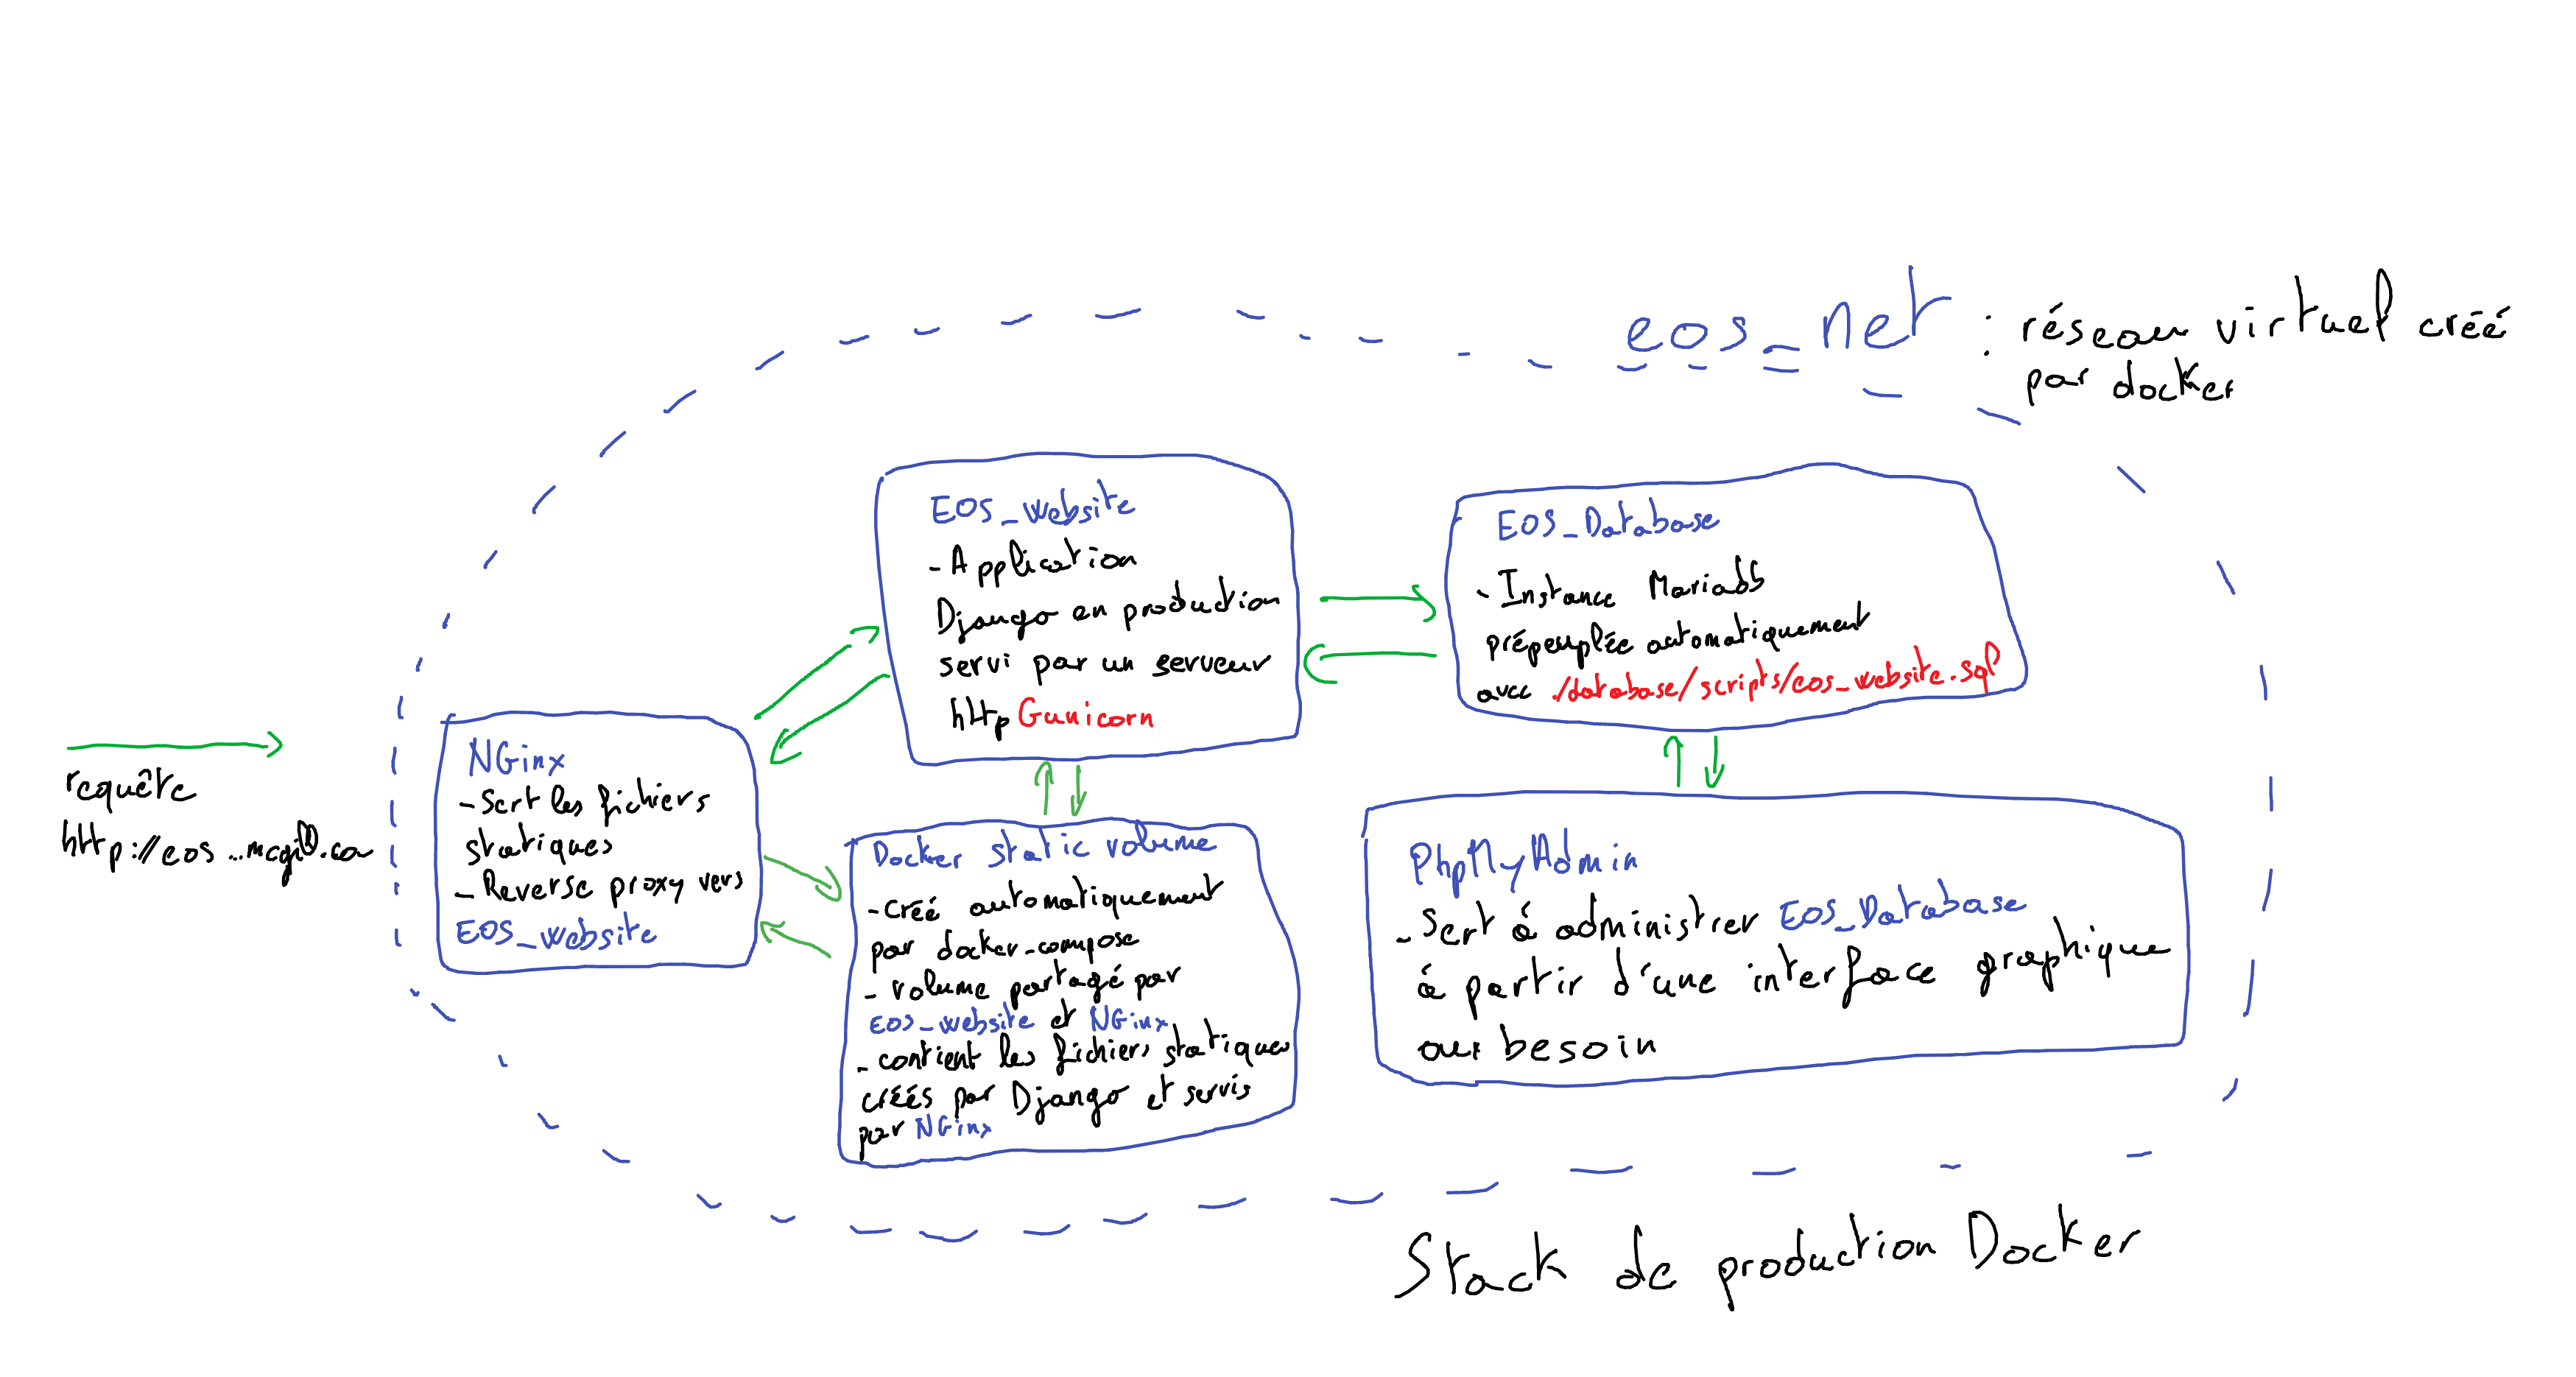 eos_net : réseau virtuel créé
par docker
EOS_Website
- Application
Django en production
servi par un serveur
http Gunicorn
EOS_Database
- Instance Mariadb
prépeuplée automatiquement
avec ./database/scripts/eos_website.sql
requête
http://eos...mcgill.ca
NGinx
- Sert les fichiers
statiques
- Reverse proxy vers
EOS_Website
Docker static volume
- Créé automatiquement
par docker-compose
- volume partagé par
EOS_website et NGinx
- contient les fichiers statiques
créés par Django et servis
par NGinx
PhpMyAdmin
- Sert à administrer EOS_Database
à partir d'une interface graphique
au besoin
Stack de production Docker